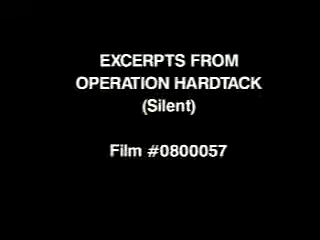 EXCERPTS FROM
OPERATION HARDTACK
(Silent)
Film #0800057